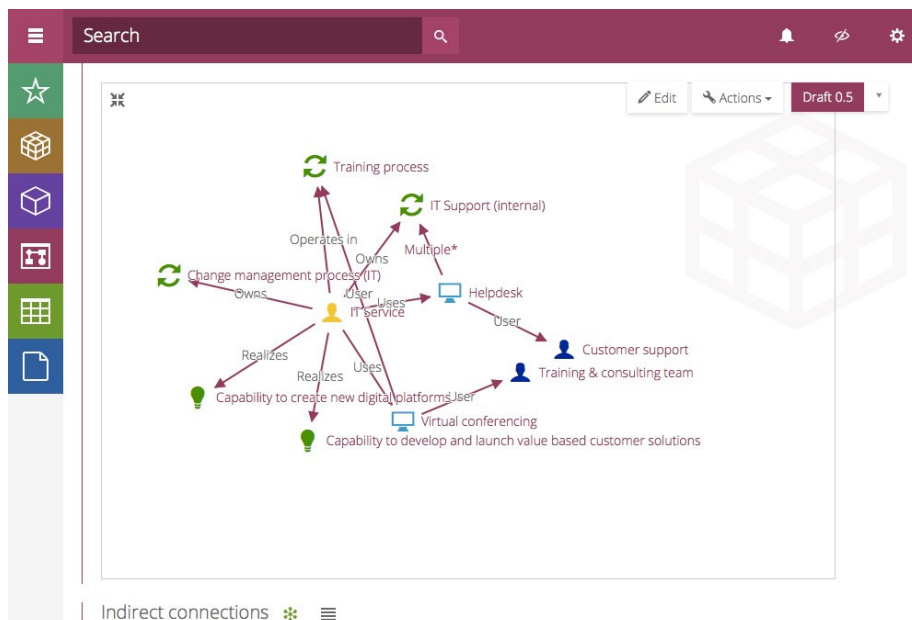 Search
Edit
Actions
Draft 0.5
Training process
IT Support (internal)
Operates in
Multiple*
Owns
Change management process (IT)
Owns
User
Uses
Helpdesk
IT Service
User
Customer support
Realizes
Uses
Training & consulting team
Realizes
Capability to create new digital platforms
User
Virtual conferencing
Capability to develop and launch value based customer solutions
Indirect connections